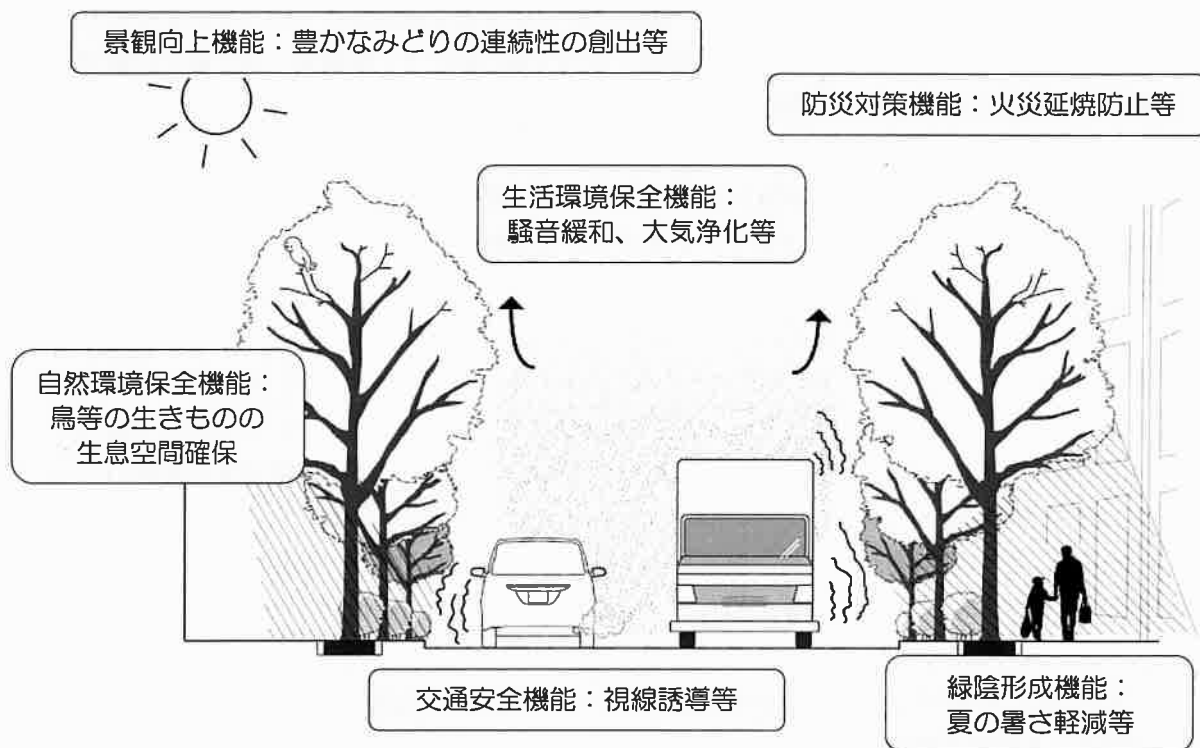 景観向上機能：豊かなみどりの連続性の創出等
防災対策機能：火災延焼防止等
生活環境保全機能：
騒音緩和、大気浄化等
自然環境保全機能：
鳥等の生きものの
生息空間確保
交通安全機能：視線誘導等
緑陰形成機能：
夏の暑さ軽減等